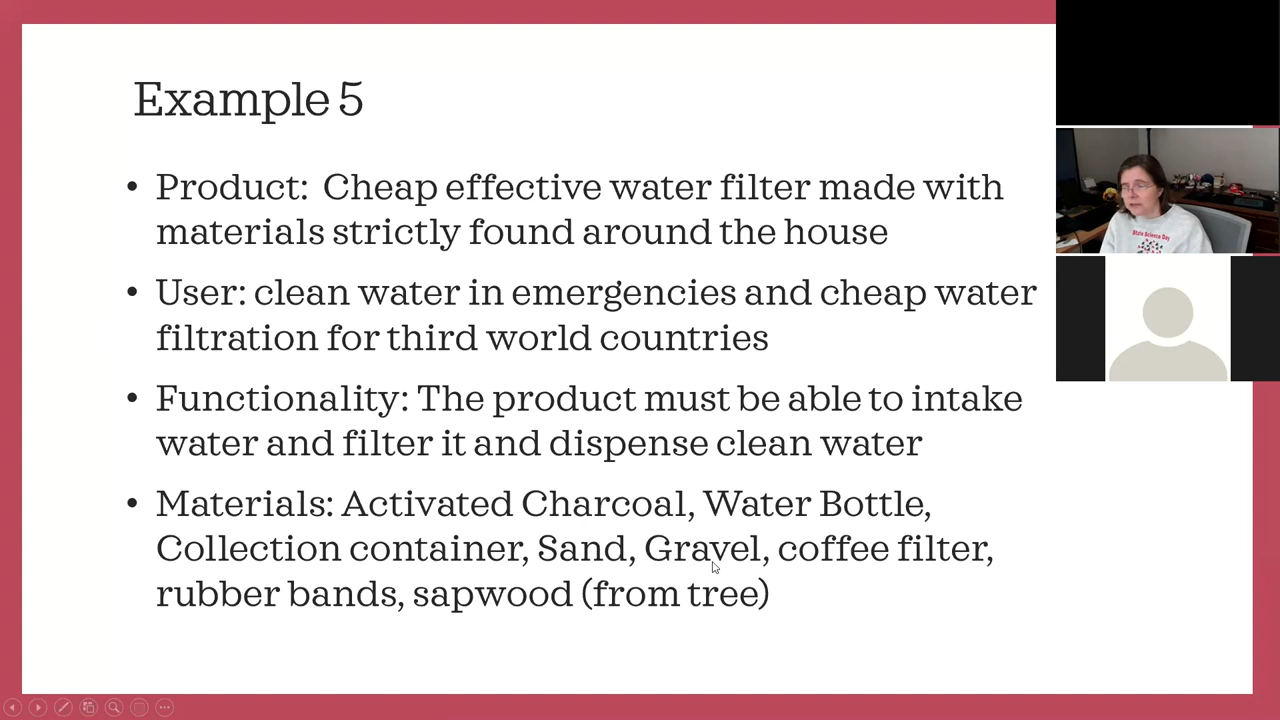 Example 5
• Product:  Cheap effective water filter made with
materials strictly found around the house
• User: clean water in emergencies and cheap water
filtration for third world countries
• Functionality: The product must be able to intake
water and filter it and dispense clean water
• Materials: Activated Charcoal, Water Bottle,
Collection container, Sand, Gravel, coffee filter,
rubber bands, sapwood (from tree)
State Science Day